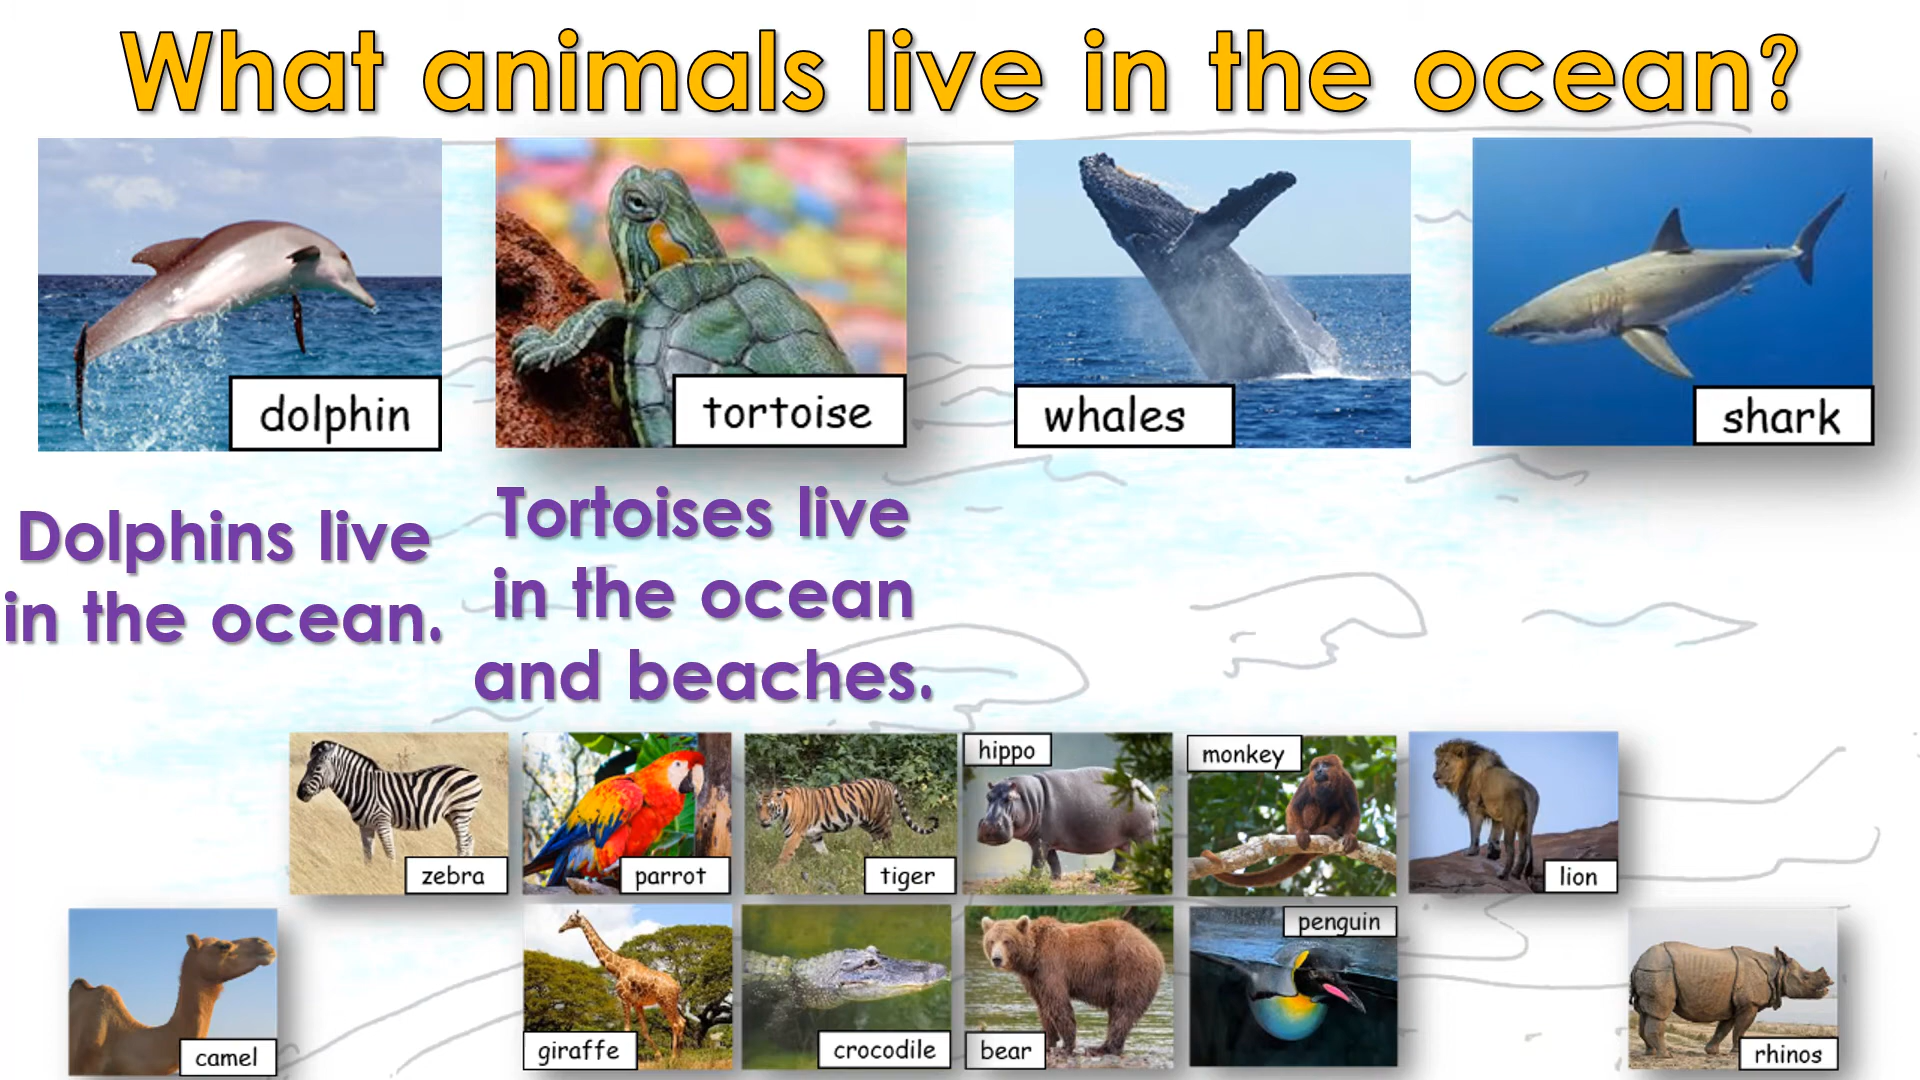 What animals live in the ocean?
dolphin
tortoise
whales
shark
Dolphins live
in the ocean.
Tortoises live
in the ocean
and beaches.
zebra
parrot
tiger
hippo
monkey
lion
camel
giraffe
crocodile
bear
penguin
rhinos